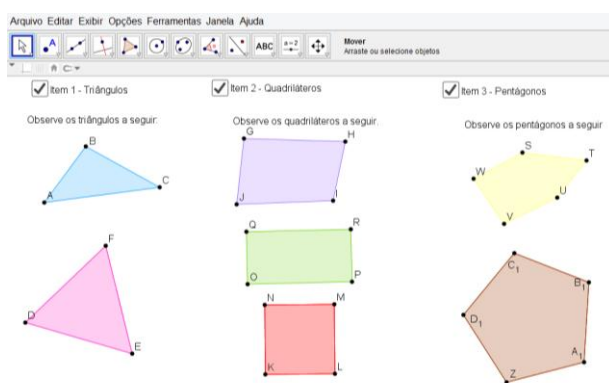 Arquivo Editar Exibir Opções Ferramentas Janela Ajuda
A
ABC
a=2
Mover
Arraste ou selecione objetos
Item 1 - Triângulos
Item 2 - Quadriláteros
Item 3 - Pentágonos
Observe os triângulos a seguir.
Observe os quadriláteros a seguir.
Observe os pentágonos a seguir
B
A
C
F
D
E
G
H
J
I
Q
R
O
P
N
M
K
L
S
T
W
U
V
C1
B1
D1
A1
Z